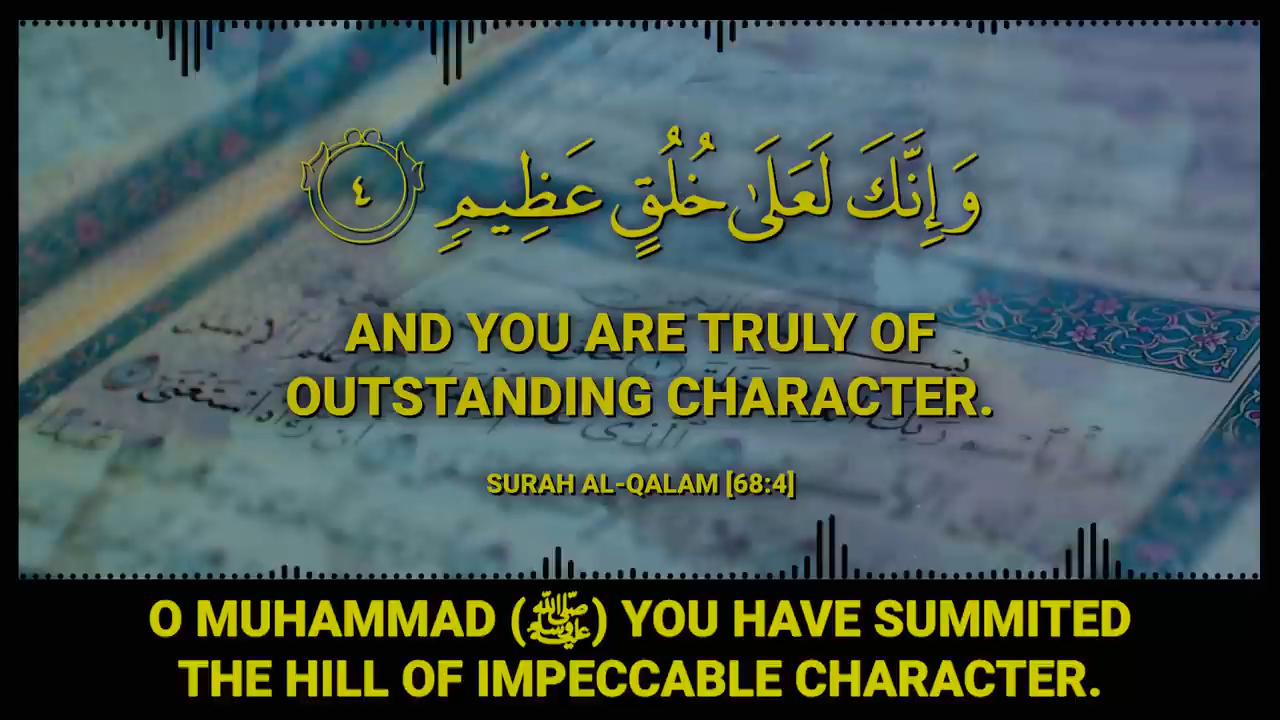 وَإِنَّكَ لَعَلَىٰ خُلُقٍ عَظِيمٍ ٤
AND YOU ARE TRULY OF
OUTSTANDING CHARACTER.
SURAH AL-QALAM [68:4]
O MUHAMMAD (ﷺ) YOU HAVE SUMMITED
THE HILL OF IMPECCABLE CHARACTER.